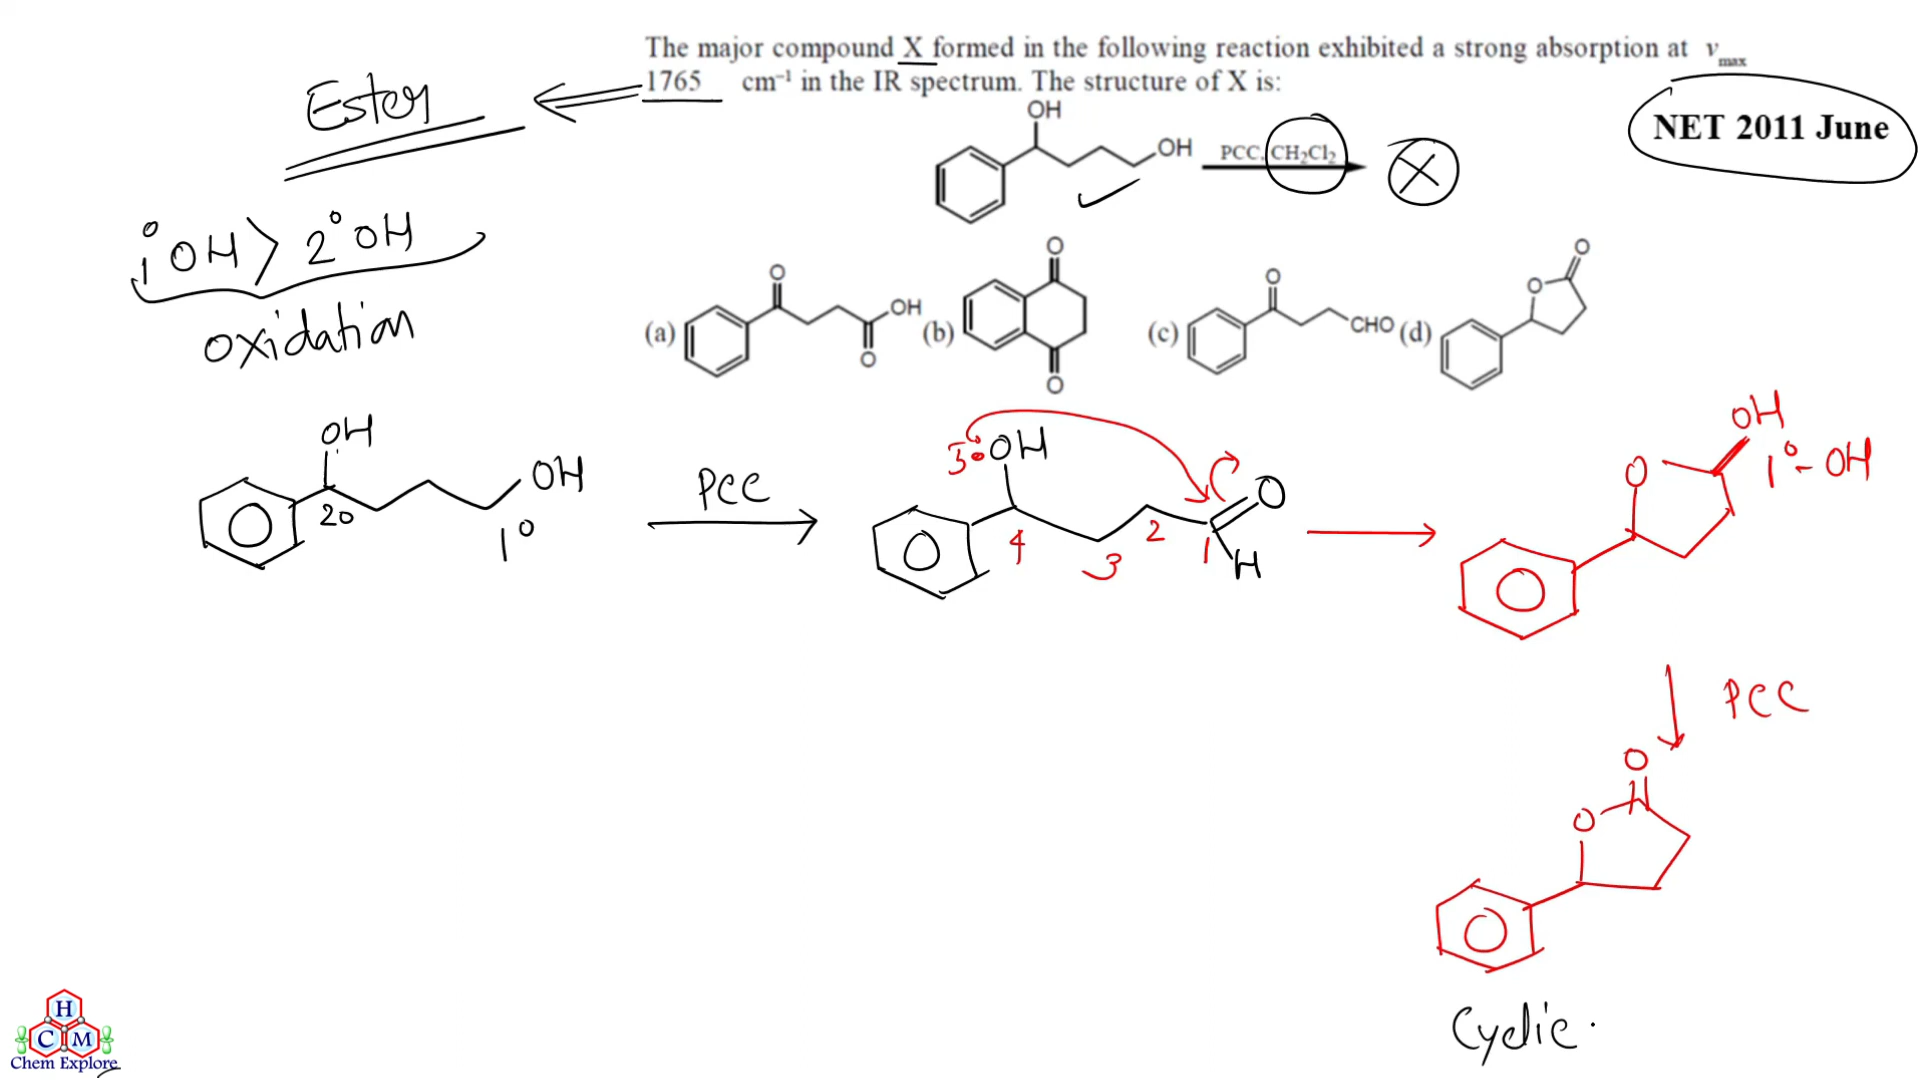 The major compound X formed in the following reaction exhibited a strong absorption at νmax
1765 cm⁻¹ in the IR spectrum. The structure of X is:
Ester
NET 2011 June
OH
OH
PCC, CH₂Cl₂
X
1° OH > 2° OH
oxidation
(a)
O
OH
O
(b)
O
O
(c)
O
CHO
(d)
O
O
OH
2°
OH
1°
PCC
5
OH
4
3
2
1
O
H
O
OH
1°-OH
PCC
O
O
Cyclic
H
C M
Chem Explore